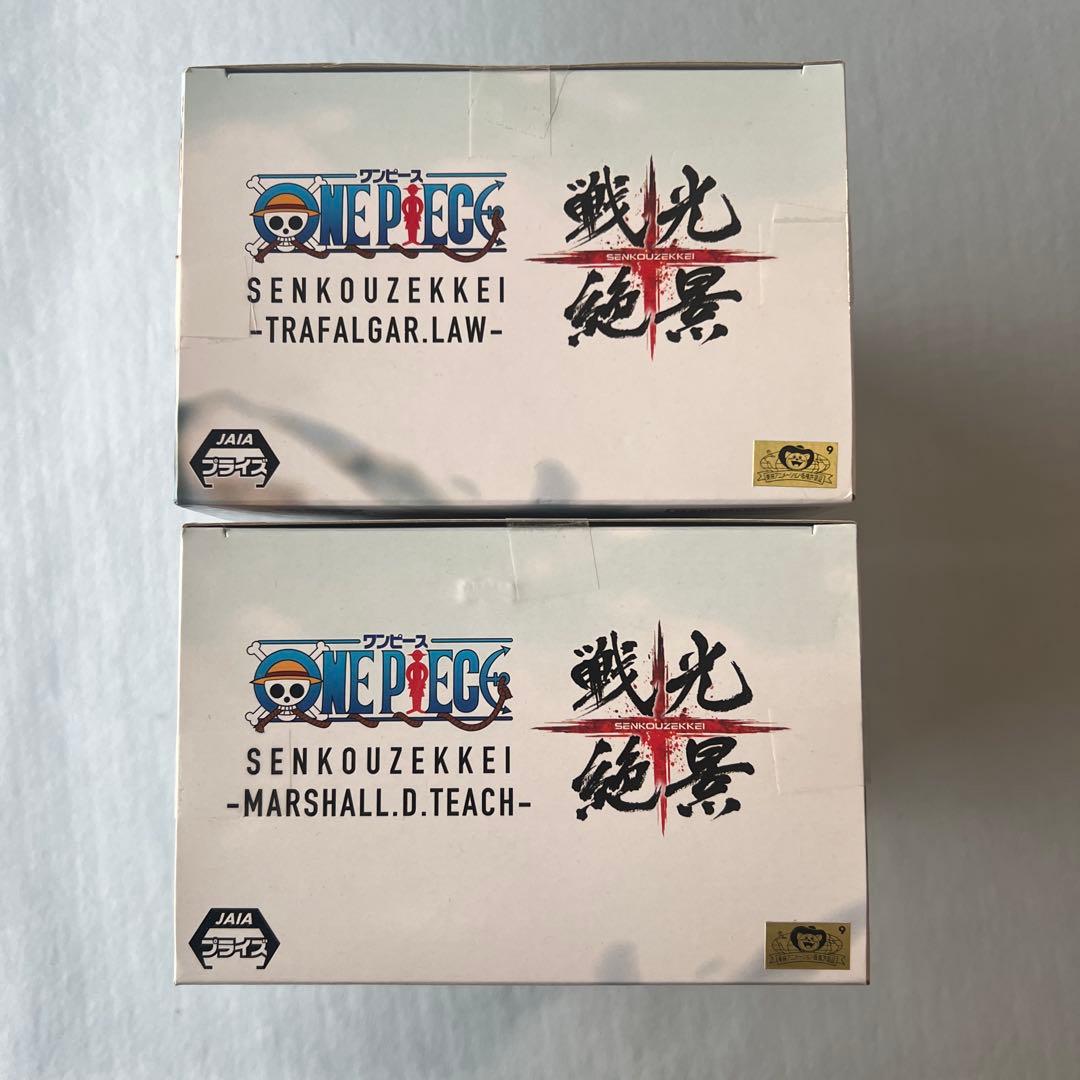 ワンピース
ONE PIECE
SENKOUZEKKEI
-TRAFALGAR.LAW-
戦光
SENKOUZEKKEI
絶景
JAIA
プライズ
9
ワンピース
ONE PIECE
SENKOUZEKKEI
-MARSHALL.D.TEACH-
戦光
SENKOUZEKKEI
絶景
JAIA
プライズ
9